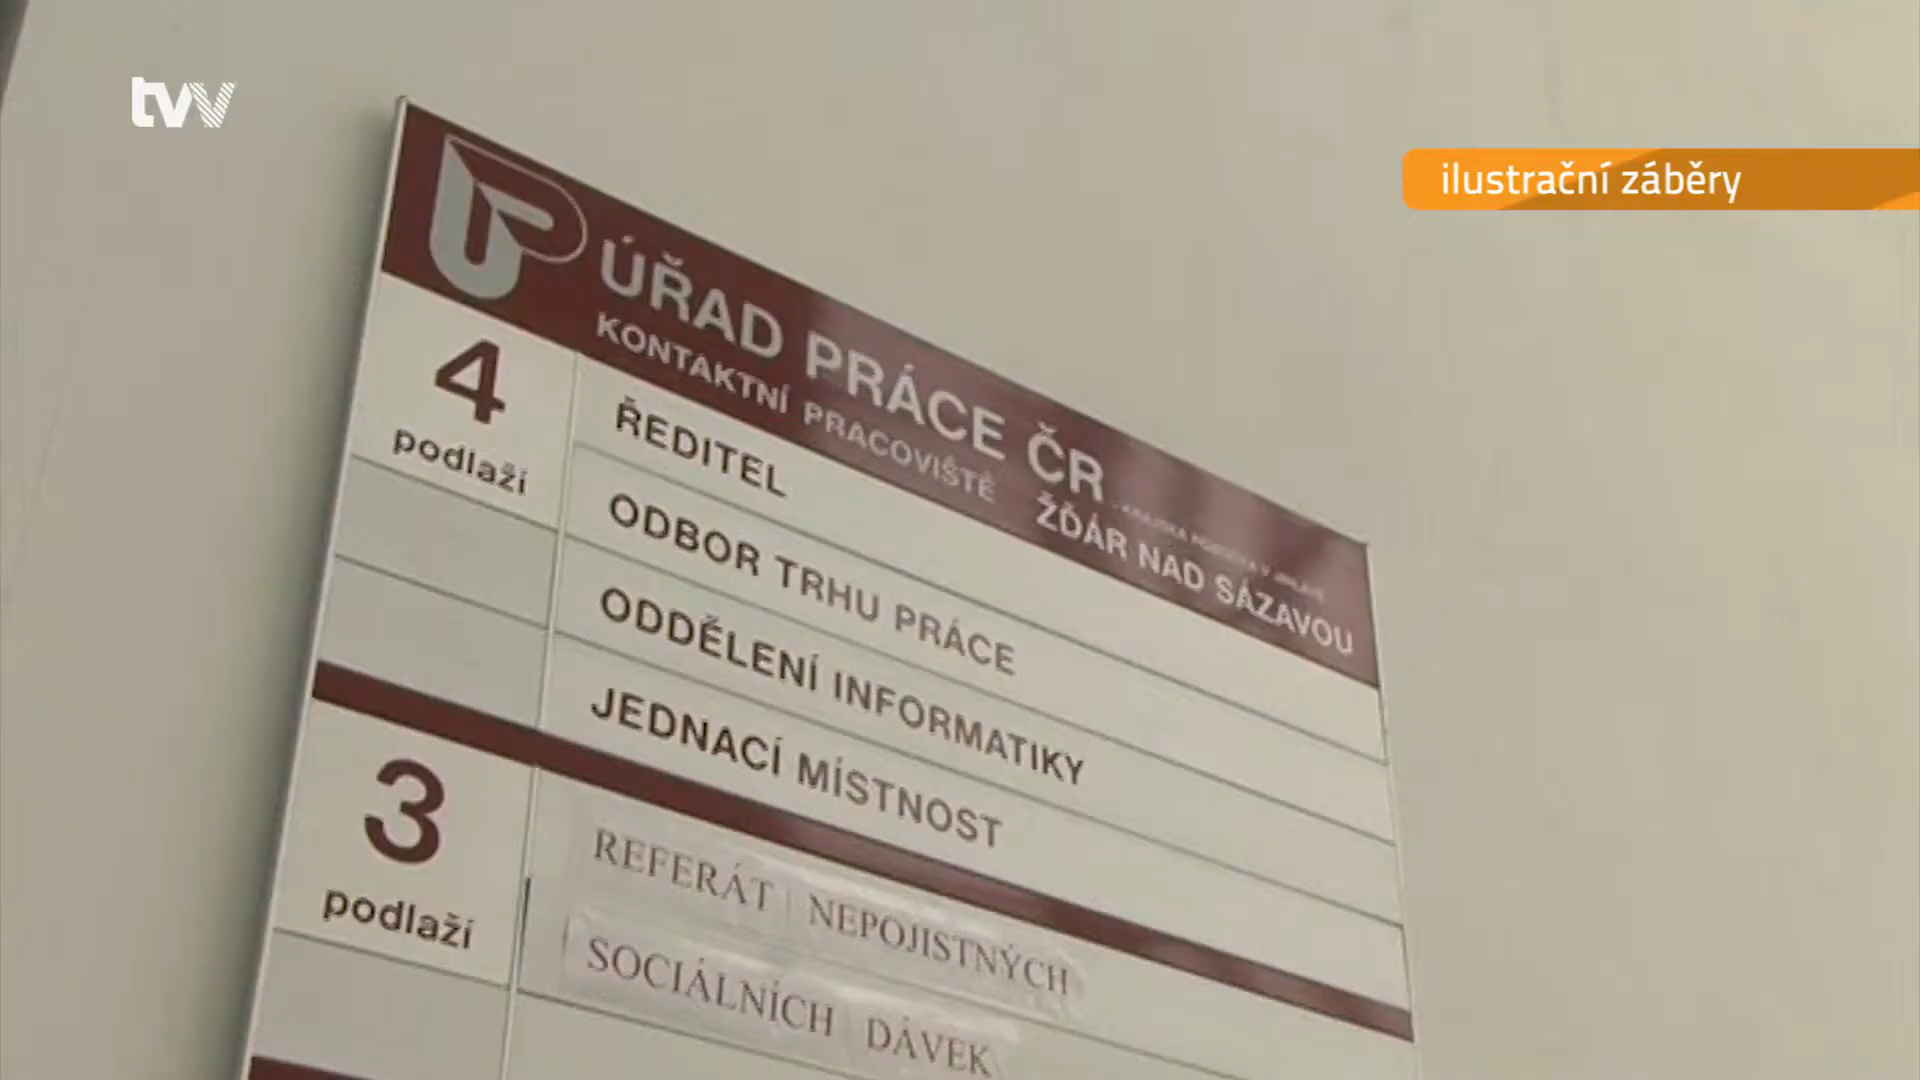 tvv
ilustrační záběry
ÚŘAD PRÁCE ČR
KONTAKTNÍ PRACOVIŠTĚ ŽĎÁR NAD SÁZAVOU
4
podlaží
ŘEDITEL
ODBOR TRHU PRÁCE
ODDĚLENÍ INFORMATIKY
JEDNACÍ MÍSTNOST
3
podlaží
REFERÁT NEPOJISTNÝCH
SOCIÁLNÍCH DÁVEK